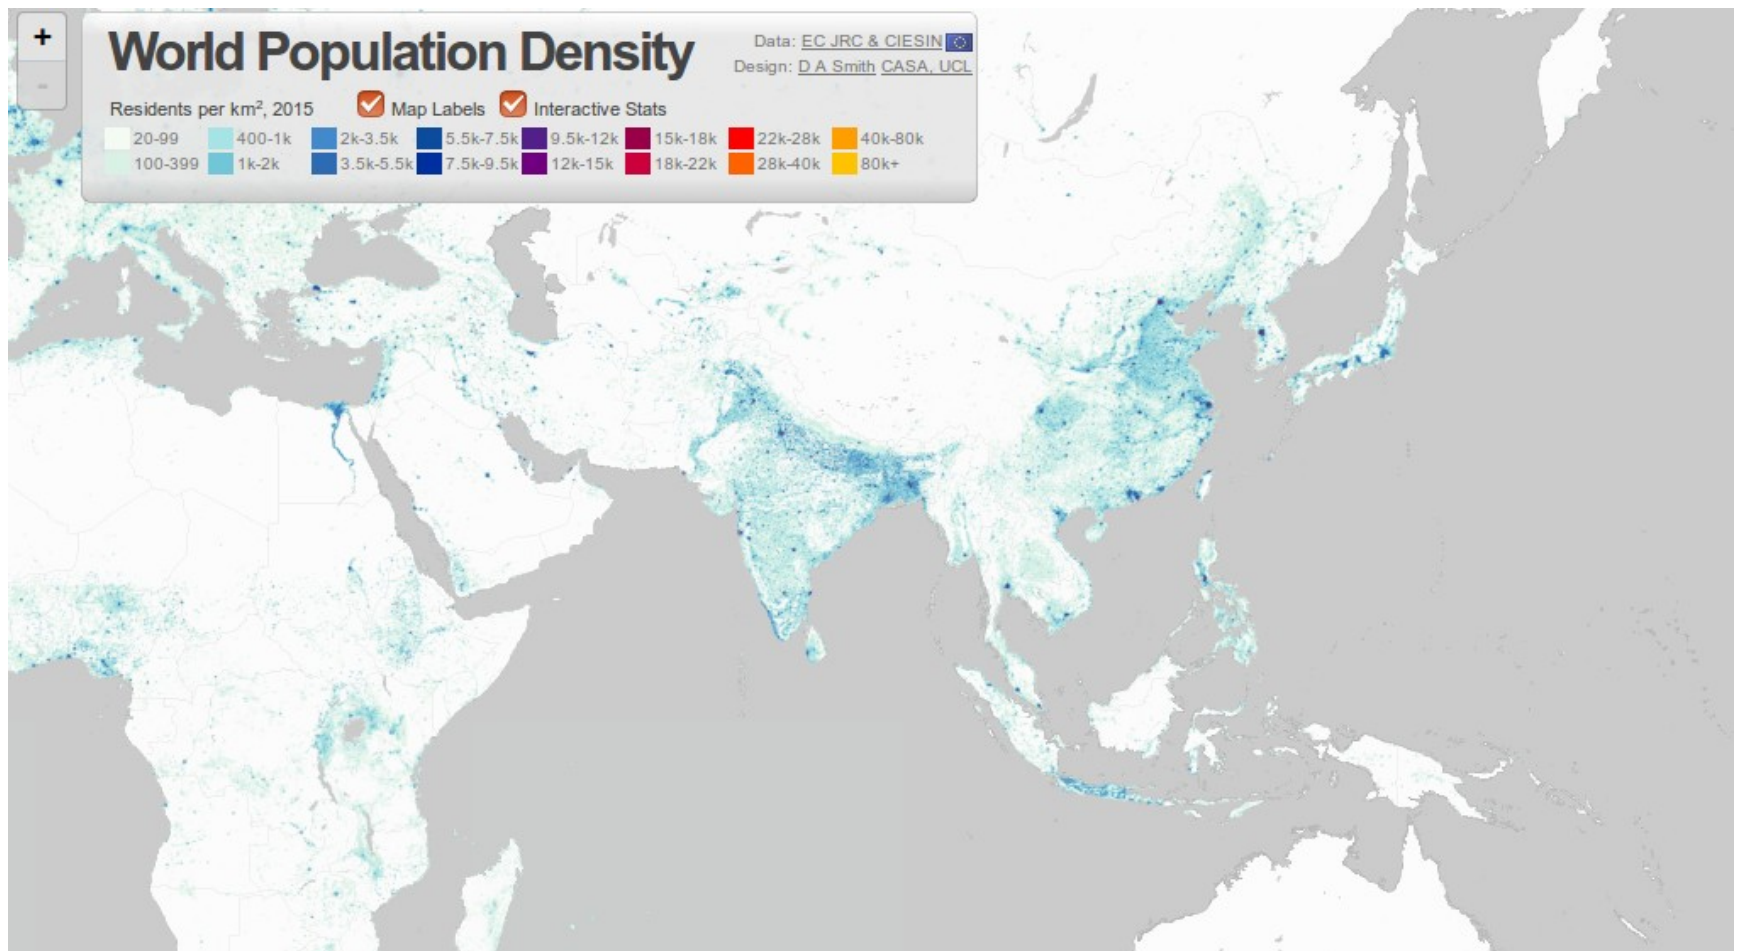 +
-
World Population Density
Data: EC JRC & CIESIN
Design: D A Smith CASA, UCL
Residents per km², 2015 Map Labels Interactive Stats
20-99 400-1k 2k-3.5k 5.5k-7.5k 9.5k-12k 15k-18k 22k-28k 40k-80k
100-399 1k-2k 3.5k-5.5k 7.5k-9.5k 12k-15k 18k-22k 28k-40k 80k+